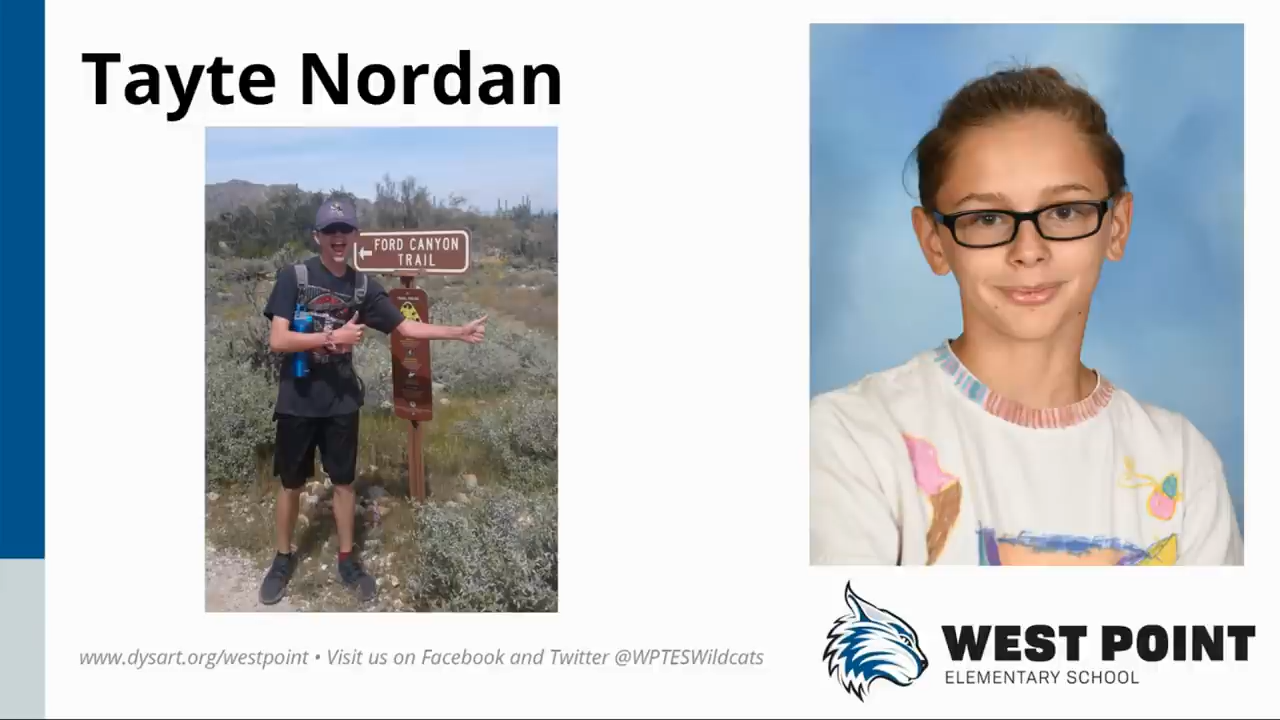 Tayte Nordan
FORD CANYON
TRAIL
www.dysart.org/westpoint • Visit us on Facebook and Twitter @WPTESWildcats
WEST POINT
ELEMENTARY SCHOOL